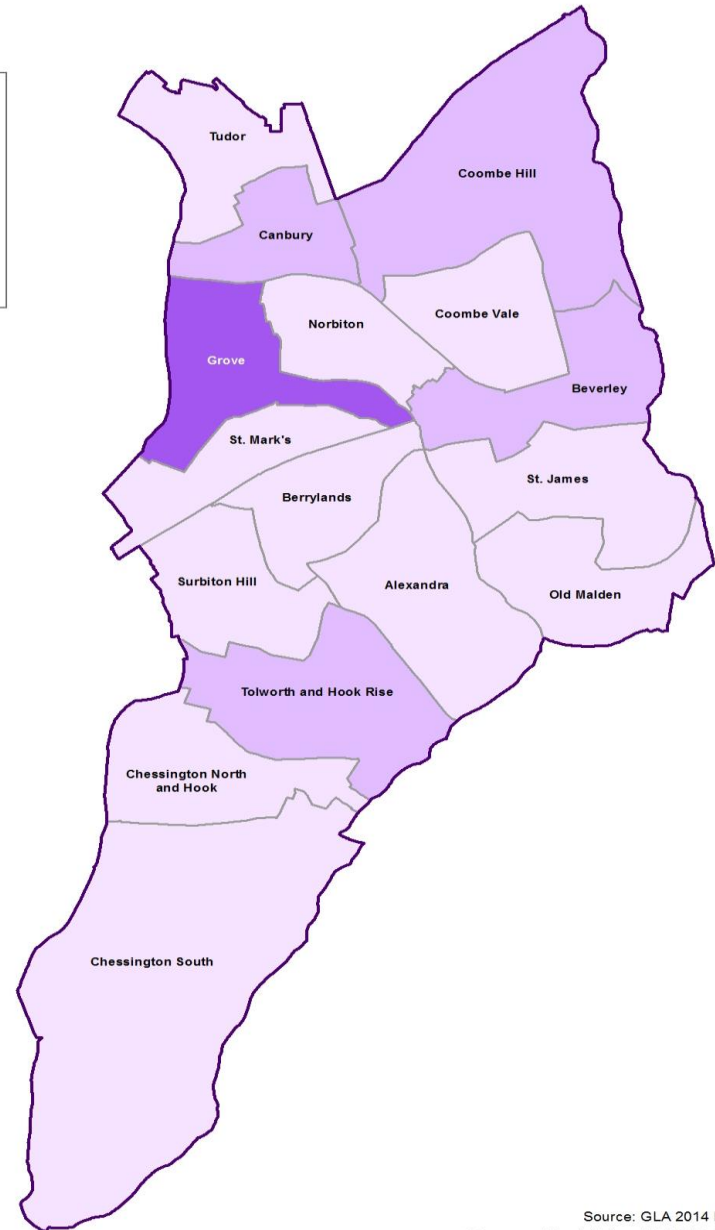 Tudor
Coombe Hill
Canbury
Coombe Vale
Norbiton
Grove
Beverley
St. Mark's
St. James
Berrylands
Surbiton Hill
Alexandra
Old Malden
Tolworth and Hook Rise
Chessington North
and Hook
Chessington South
Source: GLA 2014